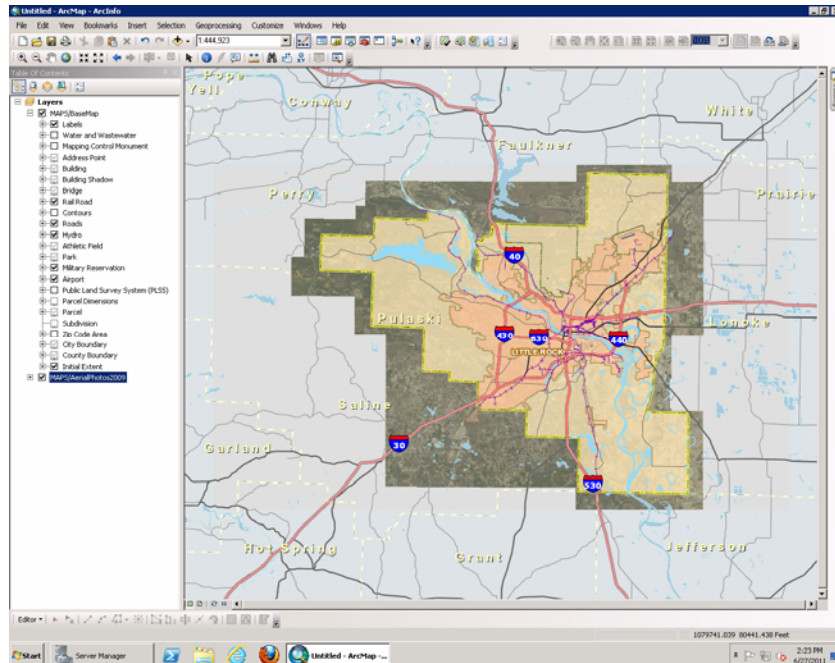 Untitled - ArcMap - ArcInfo
File Edit View Bookmarks Insert Selection Geoprocessing Customize Windows Help
1:444,923
Table Of Contents
Layers
MAPS/BaseMap
Labels
Water and Wastewater
Mapping Control Monument
Address Point
Building
Building Shadow
Bridge
Rail Road
Contours
Roads
Hydro
Athletic Field
Park
Military Reservation
Airport
Public Land Survey System (PLSS)
Parcel Dimensions
Parcel
Subdivision
Zip Code Area
City Boundary
County Boundary
Initial Extent
MAPS/AerialPhotos2009
Pope
Yell
Conway
White
Faulkner
Perry
Prairie
40
Pulaski
430
630
440
Lonoke
LITTLE ROCK
Saline
30
Garland
530
Hot Spring
Grant
Jefferson
Editor
1079741.039 80441.438 Feet
Start
Server Manager
Untitled - ArcMap -...
2:23 PM
6/27/2011